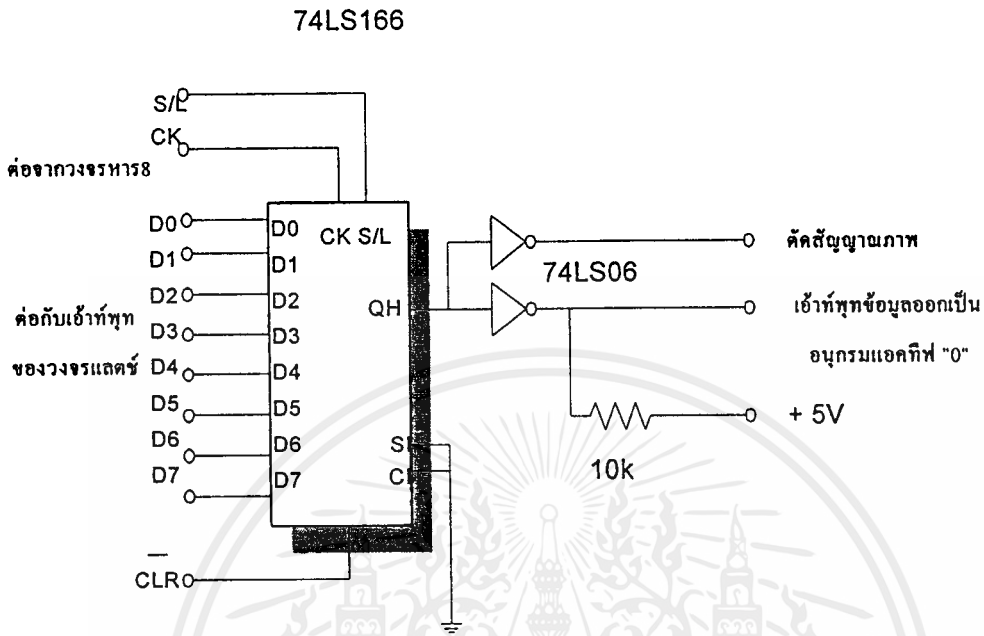 74LS166
S/L
CK
ต่อจากวงจรหาร8
D0
D1
D2
D3
D4
D5
D6
D7
ต่อกับเอ้าท์พุท
ของวงจรแลตช์
CLR
CK S/L
D0
D1
D2
D3
D4
D5
D6
D7
QH
SI
CI
74LS06
ตัดสัญญาณภาพ
เอ้าท์พุทข้อมูลออกเป็น
อนุกรมแอคทีฟ "0"
+ 5V
10k